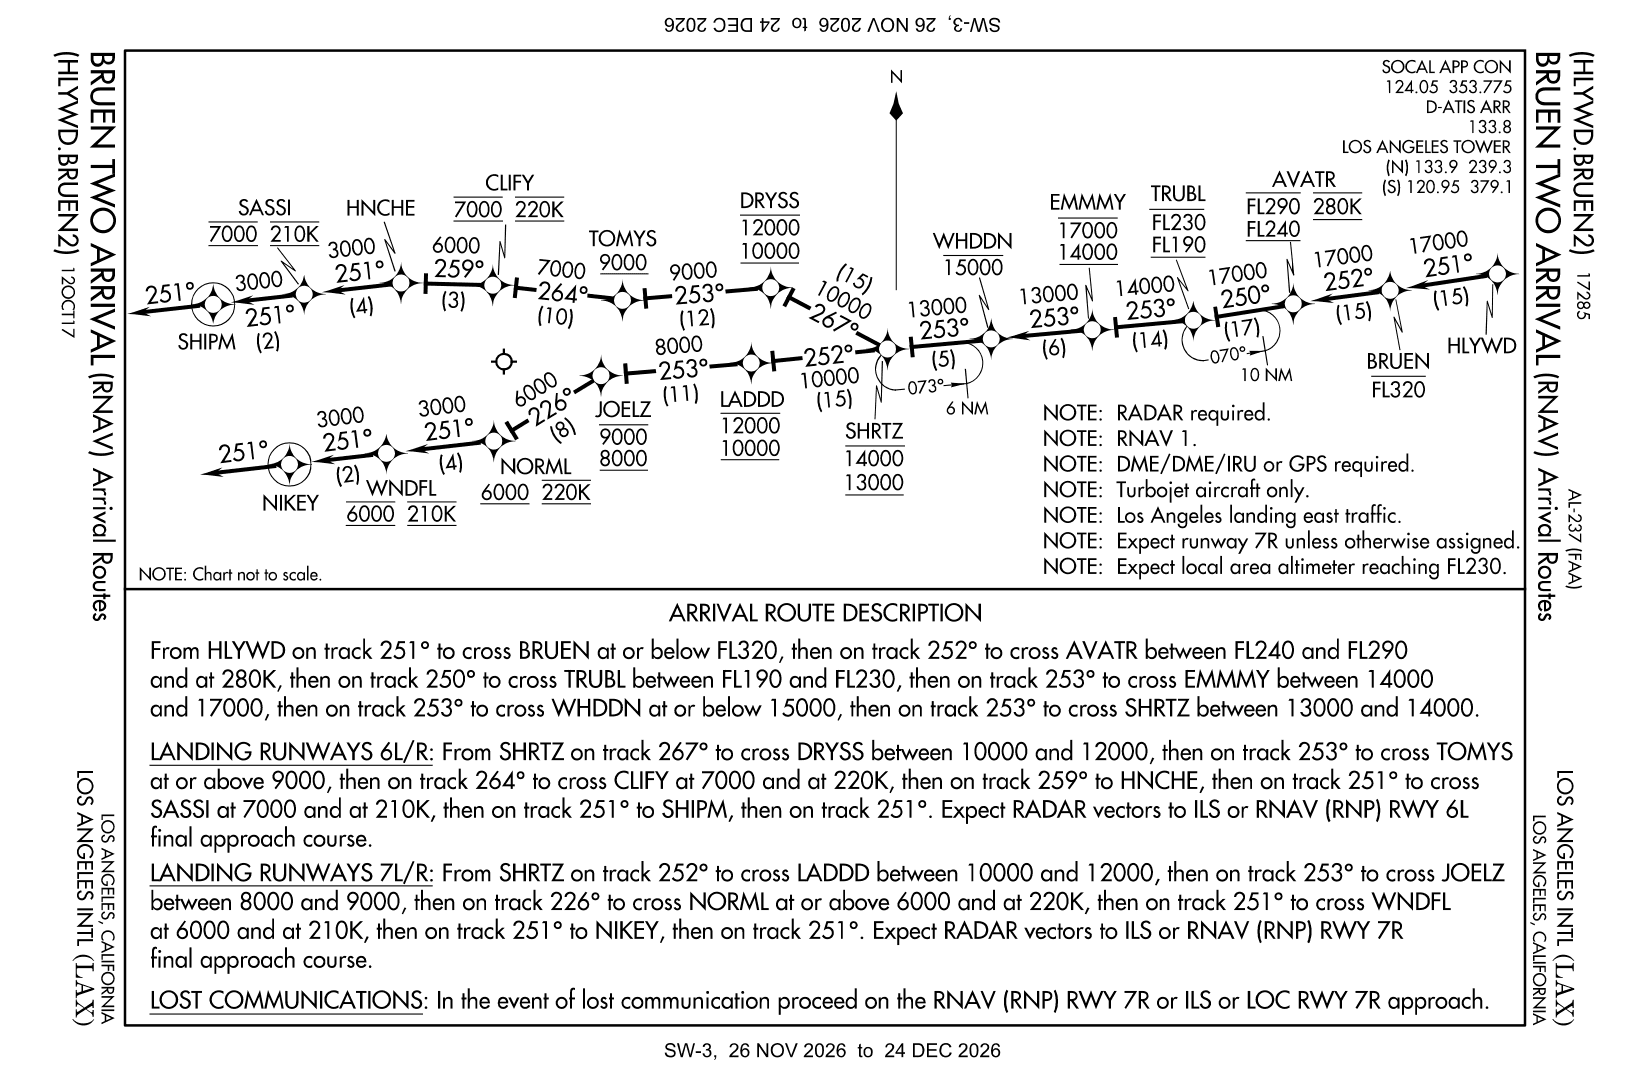 SW-3, 26 NOV 2026 to 24 DEC 2026
(HLYWD.BRUEN2) 12OCT17
BRUEN TWO ARRIVAL (RNAV) Arrival Routes
LOS ANGELES, CALIFORNIA
LOS ANGELES INTL (LAX)
(HLYWD.BRUEN2) 17285
AL-237 (FAA)
BRUEN TWO ARRIVAL (RNAV) Arrival Routes
LOS ANGELES INTL (LAX)
LOS ANGELES, CALIFORNIA
SOCAL APP CON
124.05 353.775
D-ATIS ARR
133.8
LOS ANGELES TOWER
(N) 133.9 239.3
(S) 120.95 379.1
N
HLYWD
17000
251°
(15)
BRUEN
FL320
17000
252°
(15)
AVATR
FL290 280K
FL240
17000
250°
(17)
070°
10 NM
TRUBL
FL230
FL190
14000
253°
(14)
EMMMY
17000
14000
13000
253°
(6)
WHDDN
15000
13000
253°
(5)
073°
6 NM
SHRTZ
14000
13000
(15)
10000
267°
DRYSS
12000
10000
9000
253°
(12)
TOMYS
9000
7000
264°
(10)
CLIFY
7000 220K
6000
259°
(3)
HNCHE
3000
251°
(4)
SASSI
7000 210K
3000
251°
(2)
SHIPM
251°
252°
10000
(15)
LADDD
12000
10000
8000
253°
(11)
JOELZ
9000
8000
6000
226°
(8)
NORML
6000 220K
3000
251°
(4)
WNDFL
6000 210K
3000
251°
(2)
NIKEY
251°
NOTE: RADAR required.
NOTE: RNAV 1.
NOTE: DME/DME/IRU or GPS required.
NOTE: Turbojet aircraft only.
NOTE: Los Angeles landing east traffic.
NOTE: Expect runway 7R unless otherwise assigned.
NOTE: Expect local area altimeter reaching FL230.
NOTE: Chart not to scale.
ARRIVAL ROUTE DESCRIPTION
From HLYWD on track 251° to cross BRUEN at or below FL320, then on track 252° to cross AVATR between FL240 and FL290
and at 280K, then on track 250° to cross TRUBL between FL190 and FL230, then on track 253° to cross EMMMY between 14000
and 17000, then on track 253° to cross WHDDN at or below 15000, then on track 253° to cross SHRTZ between 13000 and 14000.
LANDING RUNWAYS 6L/R: From SHRTZ on track 267° to cross DRYSS between 10000 and 12000, then on track 253° to cross TOMYS
at or above 9000, then on track 264° to cross CLIFY at 7000 and at 220K, then on track 259° to HNCHE, then on track 251° to cross
SASSI at 7000 and at 210K, then on track 251° to SHIPM, then on track 251°. Expect RADAR vectors to ILS or RNAV (RNP) RWY 6L
final approach course.
LANDING RUNWAYS 7L/R: From SHRTZ on track 252° to cross LADDD between 10000 and 12000, then on track 253° to cross JOELZ
between 8000 and 9000, then on track 226° to cross NORML at or above 6000 and at 220K, then on track 251° to cross WNDFL
at 6000 and at 210K, then on track 251° to NIKEY, then on track 251°. Expect RADAR vectors to ILS or RNAV (RNP) RWY 7R
final approach course.
LOST COMMUNICATIONS: In the event of lost communication proceed on the RNAV (RNP) RWY 7R or ILS or LOC RWY 7R approach.
SW-3, 26 NOV 2026 to 24 DEC 2026